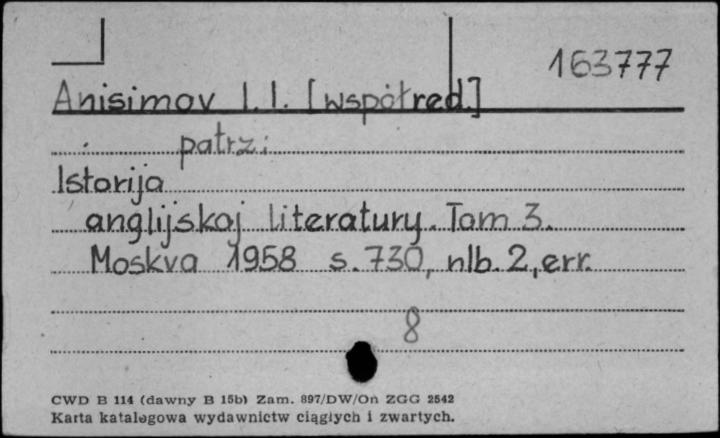 163777
Anisimov I. I. [współred.]
patrz:
Istorija
anglijskoj literatury. Tom 3.
Moskva 1958 s. 730, nlb. 2, err.
8
CWD B 114 (dawny B 15b) Zam. 897/DW/On ZGG 2542
Karta katalogowa wydawnictw ciągłych i zwartych.